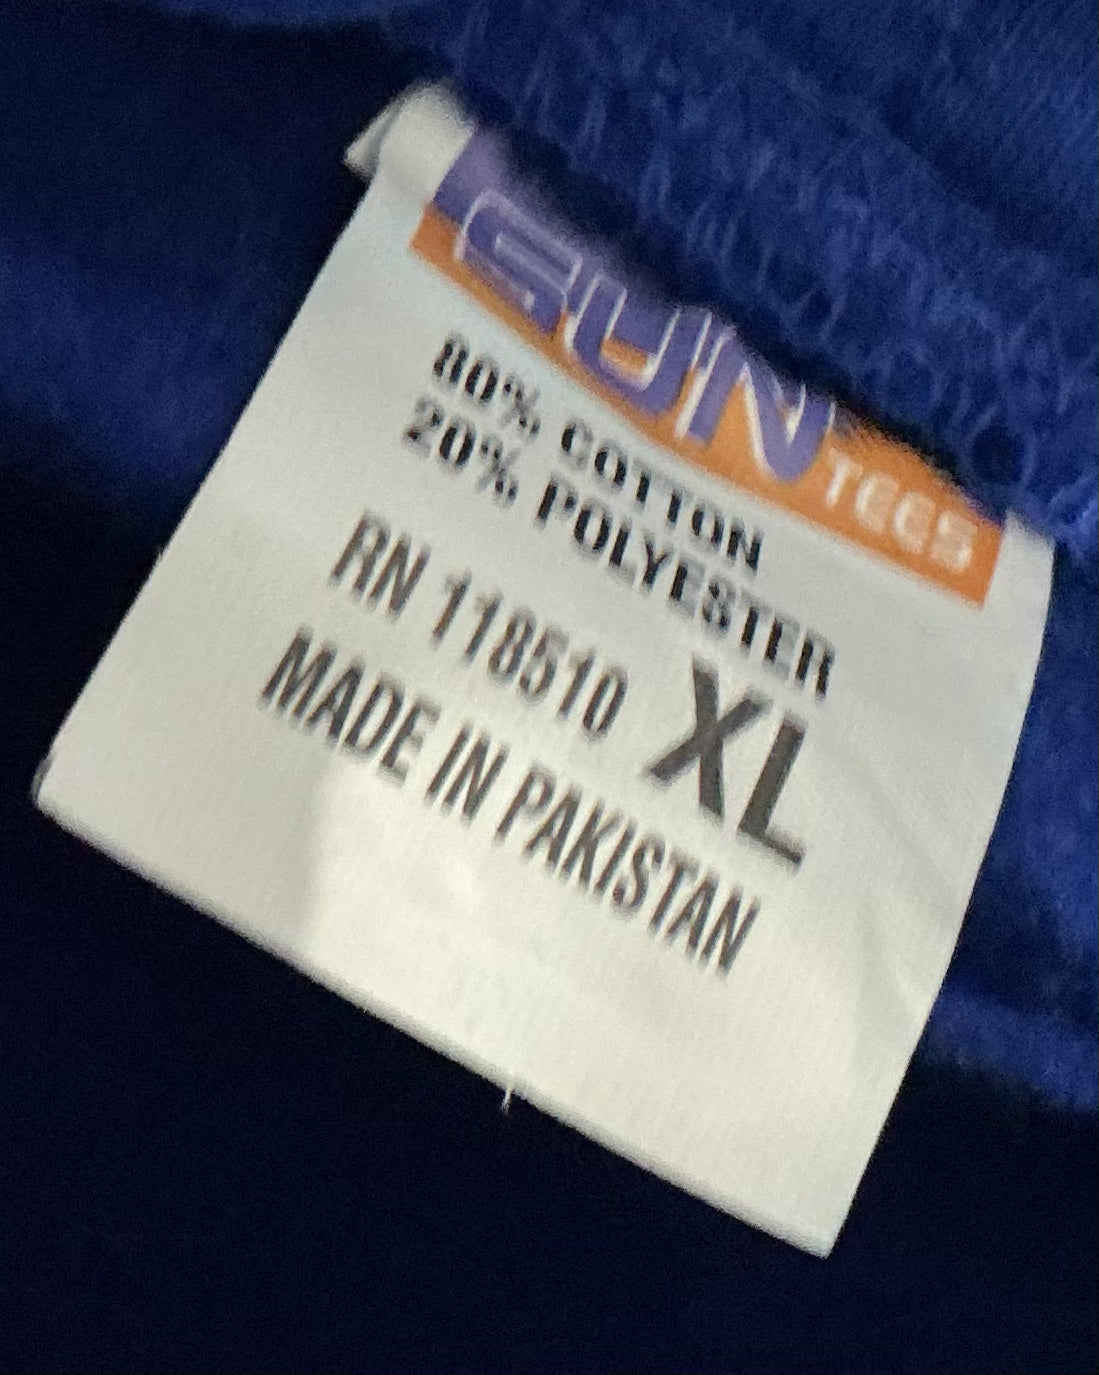 SUN TEES
80% COTTON
20% POLYESTER
RN 118510 XL
MADE IN PAKISTAN